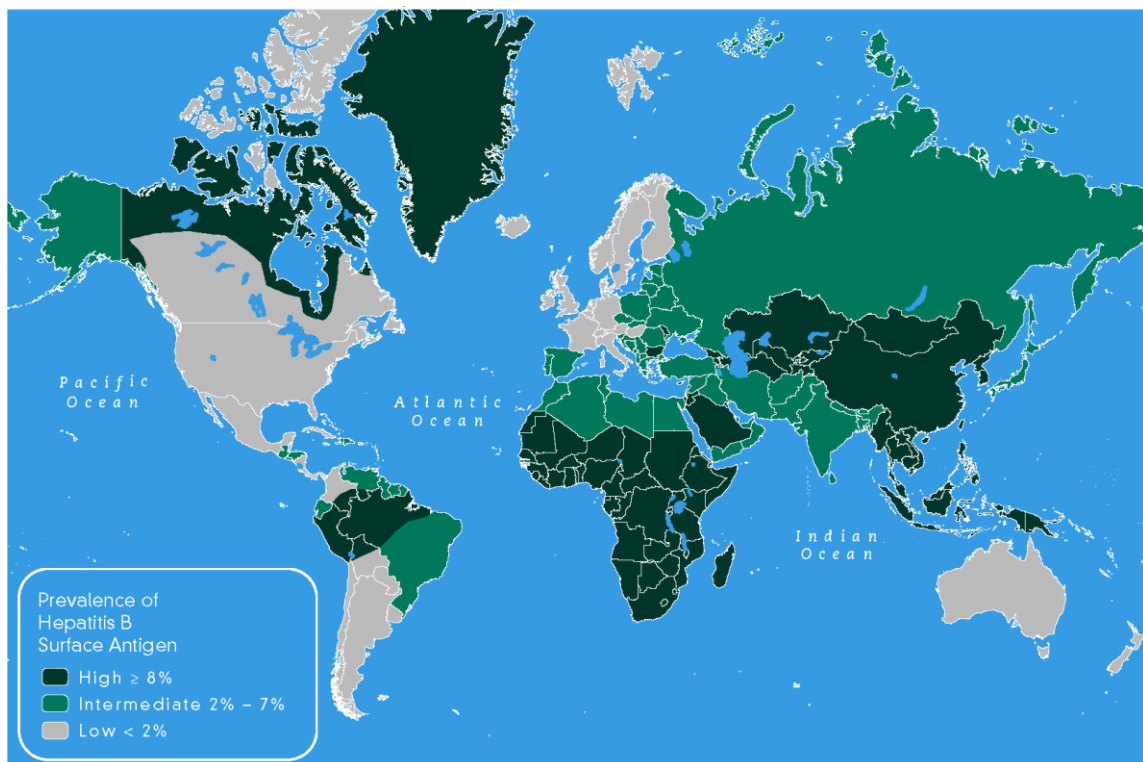 Pacific
Ocean
Atlantic
Ocean
Indian
Ocean
Prevalence of
Hepatitis B
Surface Antigen
High ≥ 8%
Intermediate 2% – 7%
Low < 2%